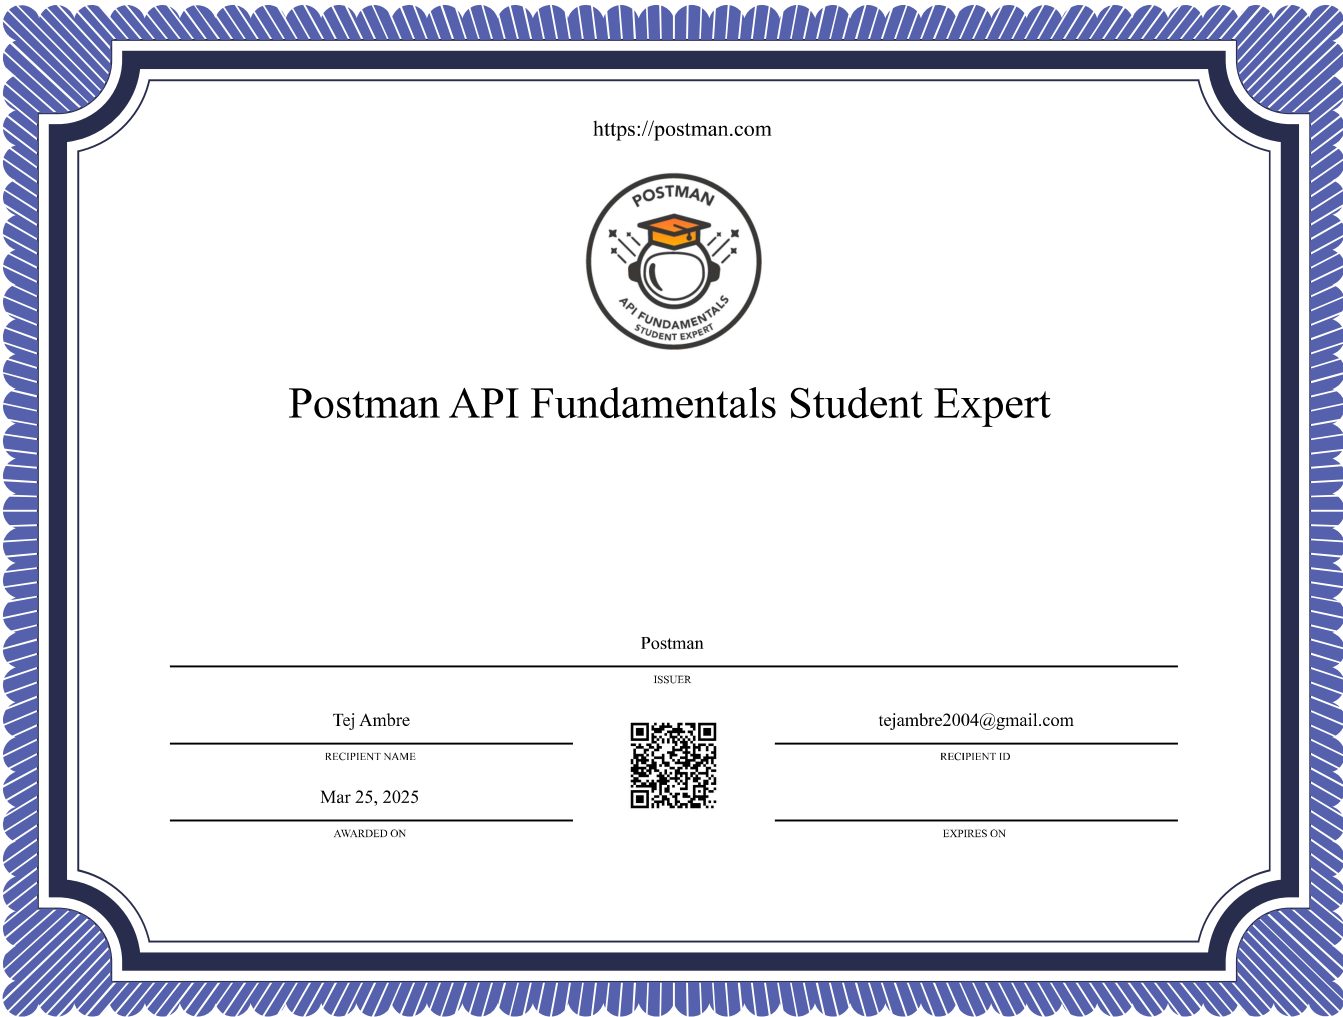 https://postman.com
POSTMAN
API FUNDAMENTALS
STUDENT EXPERT
Postman API Fundamentals Student Expert
Postman
ISSUER
Tej Ambre
RECIPIENT NAME
tejambre2004@gmail.com
RECIPIENT ID
Mar 25, 2025
AWARDED ON
EXPIRES ON